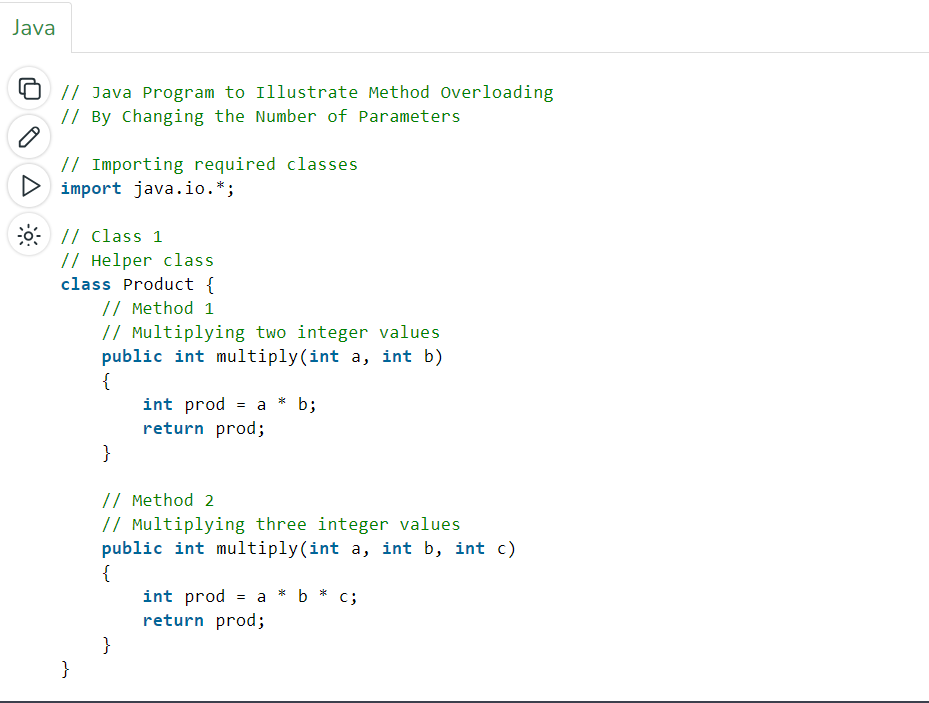 Java
// Java Program to Illustrate Method Overloading
// By Changing the Number of Parameters
// Importing required classes
import java.io.*;
// Class 1
// Helper class
class Product {
    // Method 1
    // Multiplying two integer values
    public int multiply(int a, int b)
    {
        int prod = a * b;
        return prod;
    }
    // Method 2
    // Multiplying three integer values
    public int multiply(int a, int b, int c)
    {
        int prod = a * b * c;
        return prod;
    }
}